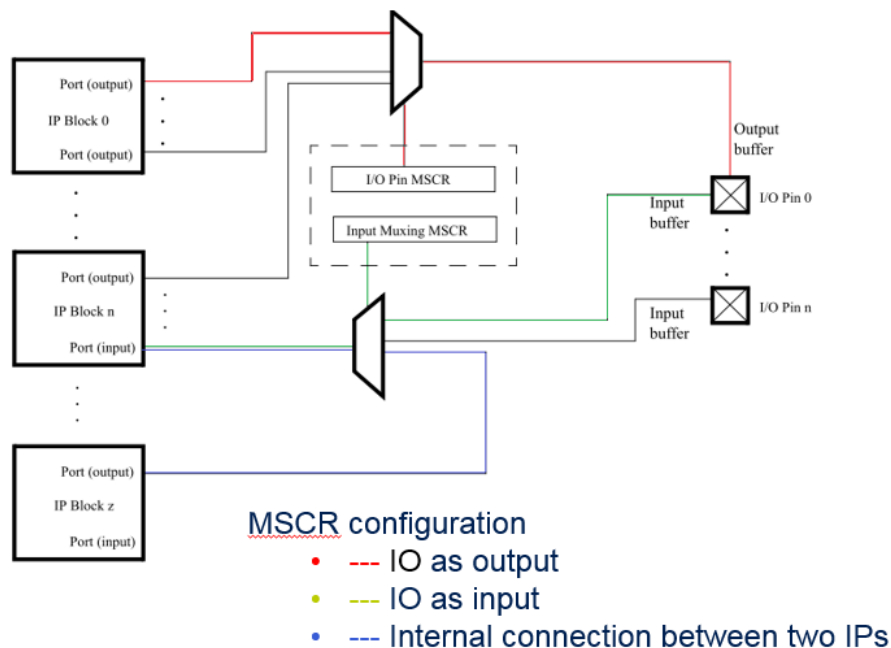 Port (output)
IP Block 0
Port (output)
Port (output)
IP Block n
Port (input)
Port (output)
IP Block z
Port (input)
I/O Pin MSCR
Input Muxing MSCR
Output
buffer
Input
buffer
I/O Pin 0
Input
buffer
I/O Pin n
MSCR configuration
• --- IO as output
• --- IO as input
• --- Internal connection between two IPs